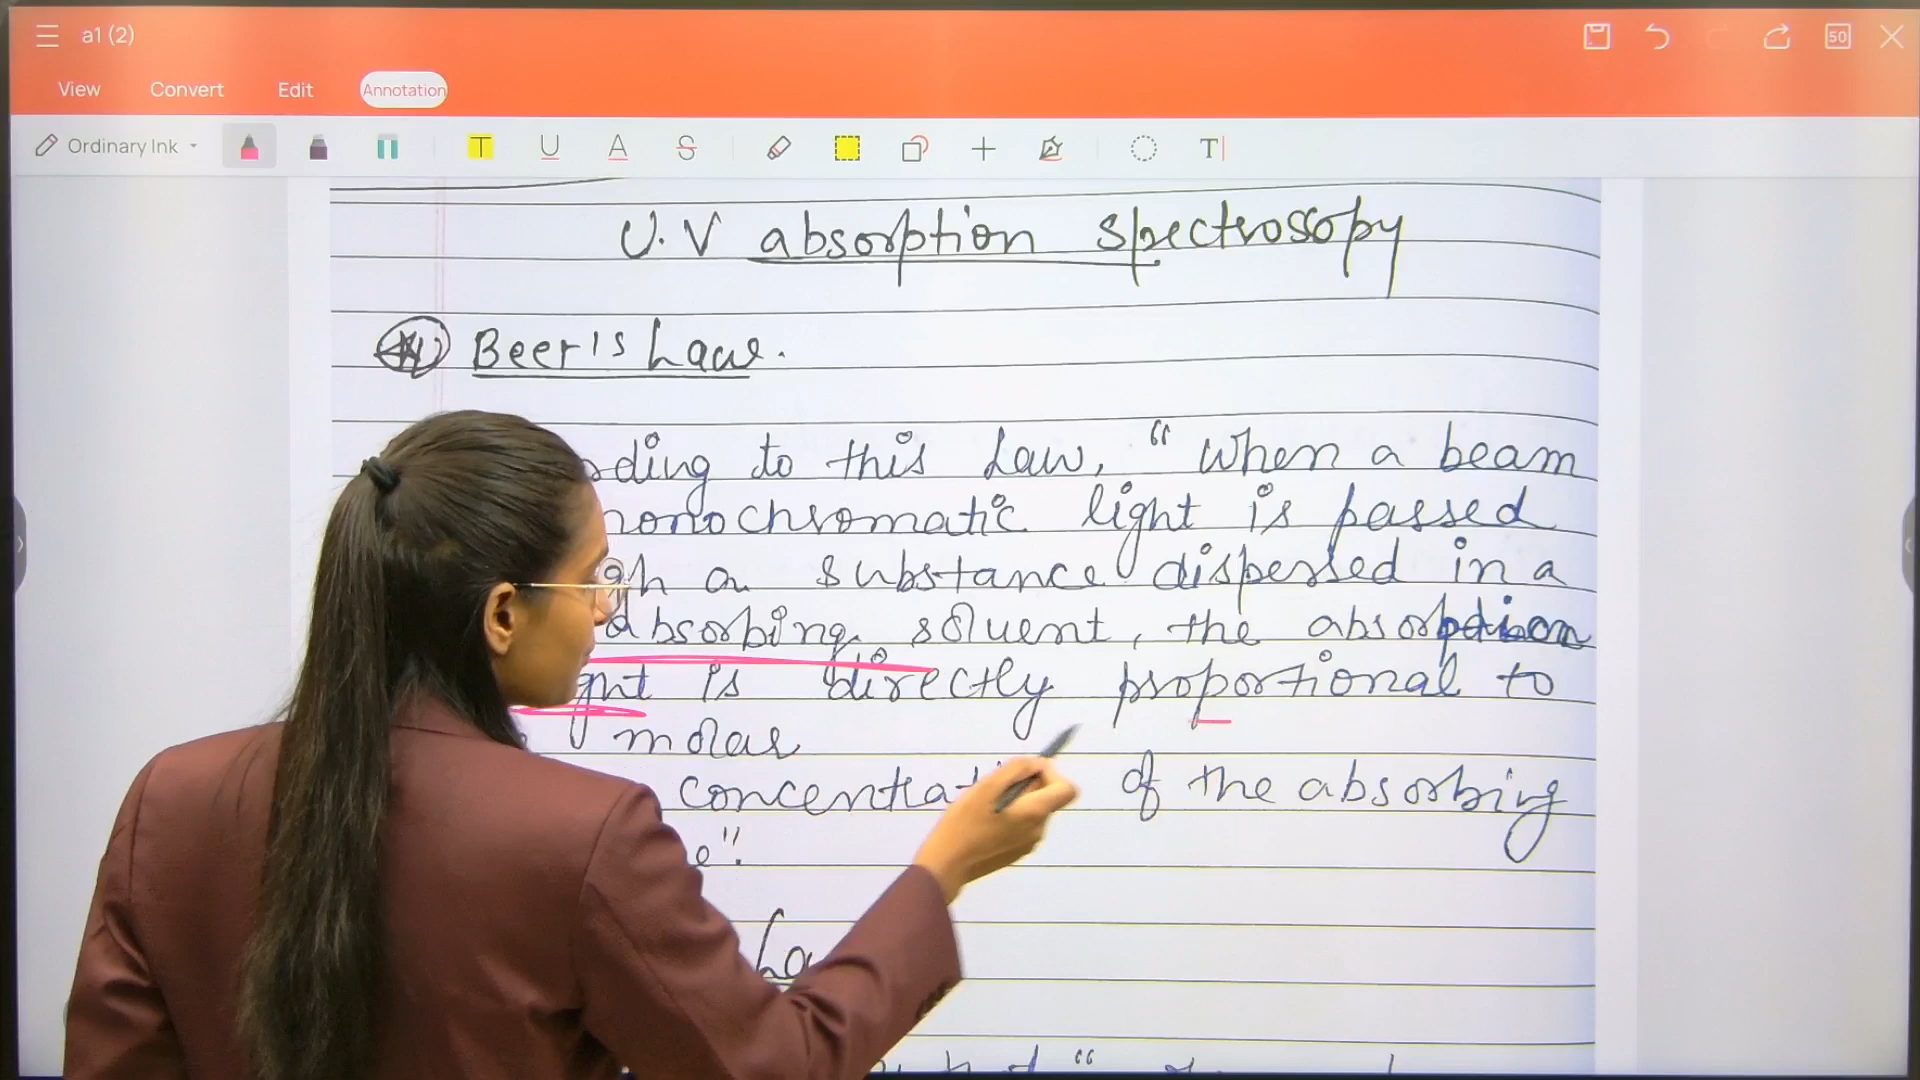 a1 (2)
50
View Convert Edit Annotation
Ordinary Ink T U A S T
U.V absorption spectroscopy
Beer's Law.
ding to this Law, "When a beam
monochromatic light is passed
gh a substance dispersed in a
absorbing solvent, the absorption
ght is directly proportional to
molar
concentrat of the absorbing
e".
La